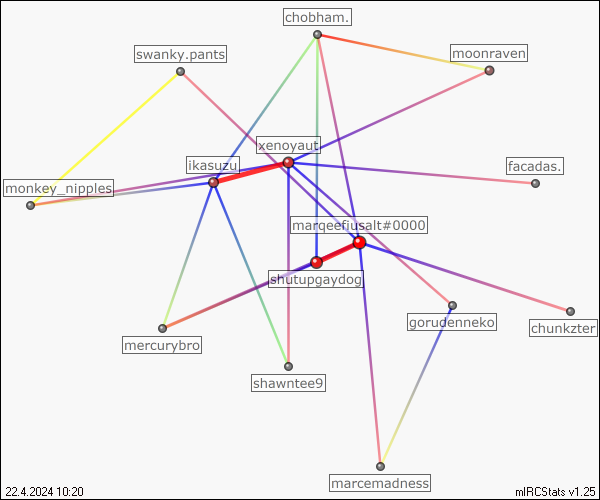 chobham.
swanky.pants
moonraven
xenoyaut
ikasuzu
facadas.
monkey_nipples
marqeefiusalt#0000
shutupgaydog
gorudenneko
chunkzter
mercurybro
shawntee9
marcemadness
22.4.2024 10:20
mIRCStats v1.25